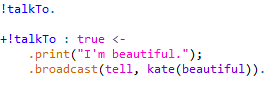 !talkTo.
+!talkTo : true <-
.print("I'm beautiful.");
.broadcast(tell, kate(beautiful)).